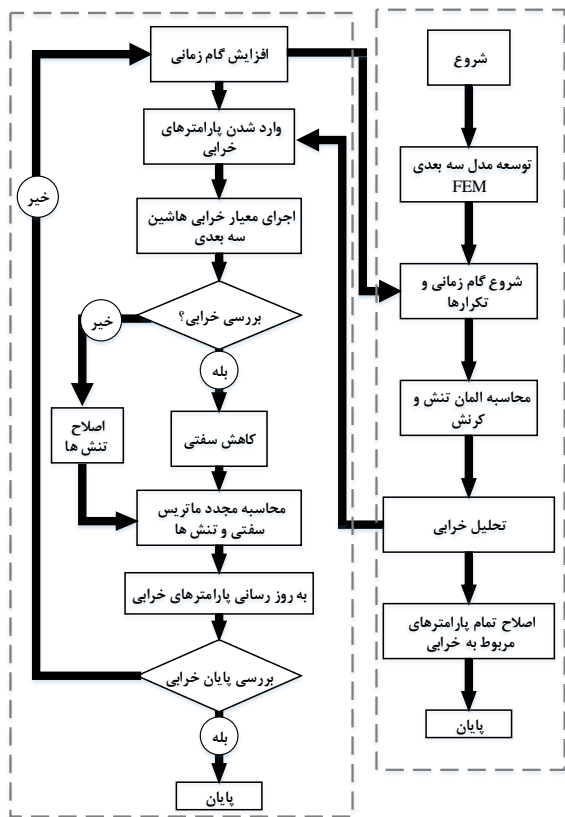 شروع
توسعه مدل سه بعدی
FEM
شروع گام زمانی و
تکرارها
محاسبه المان تنش و
کرنش
تحلیل خرابی
اصلاح تمام پارامترهای
مربوط به خرابی
پایان
افزایش گام زمانی
وارد شدن پارامترهای
خرابی
اجرای معیار خرابی هاشین
سه بعدی
بررسی خرابی؟
خیر
بله
اصلاح
تنش ها
کاهش سفتی
محاسبه مجدد ماتریس
سفتی و تنش ها
به روز رسانی پارامترهای خرابی
بررسی پایان خرابی
خیر
بله
پایان